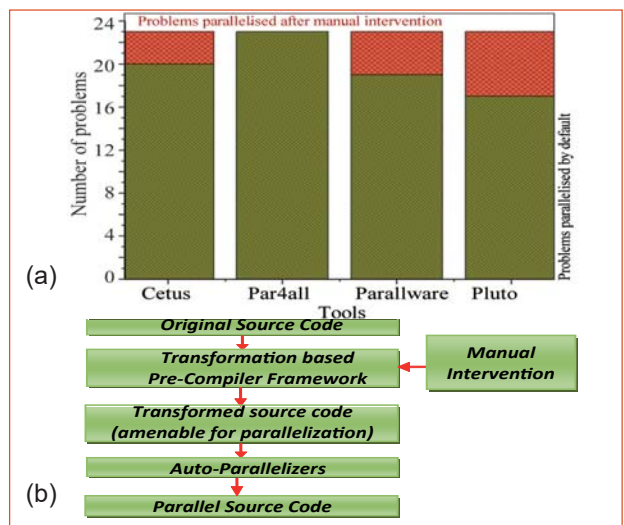 Problems parallelised after manual intervention
24
20
16
12
8
4
0
Number of problems
Problems parallelised by default
(a)
Cetus Par4all Parallware Pluto
Tools
Original Source Code
Transformation based
Pre-Compiler Framework
Manual
Intervention
Transformed source code
(amenable for parallelization)
Auto-Parallelizers
(b)
Parallel Source Code